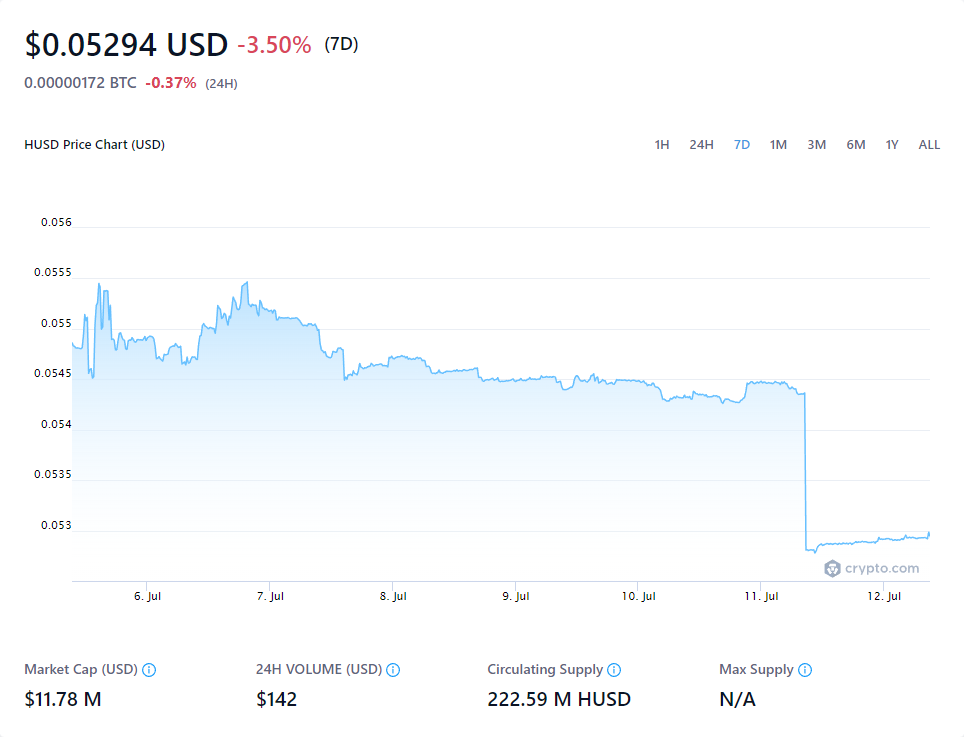 $0.05294 USD -3.50% (7D)
0.00000172 BTC -0.37% (24H)
HUSD Price Chart (USD) 1H 24H 7D 1M 3M 6M 1Y ALL
0.056
0.0555
0.055
0.0545
0.054
0.0535
0.053
crypto.com
6. Jul 7. Jul 8. Jul 9. Jul 10. Jul 11. Jul 12. Jul
Market Cap (USD) 24H VOLUME (USD) Circulating Supply Max Supply
$11.78 M $142 222.59 M HUSD N/A